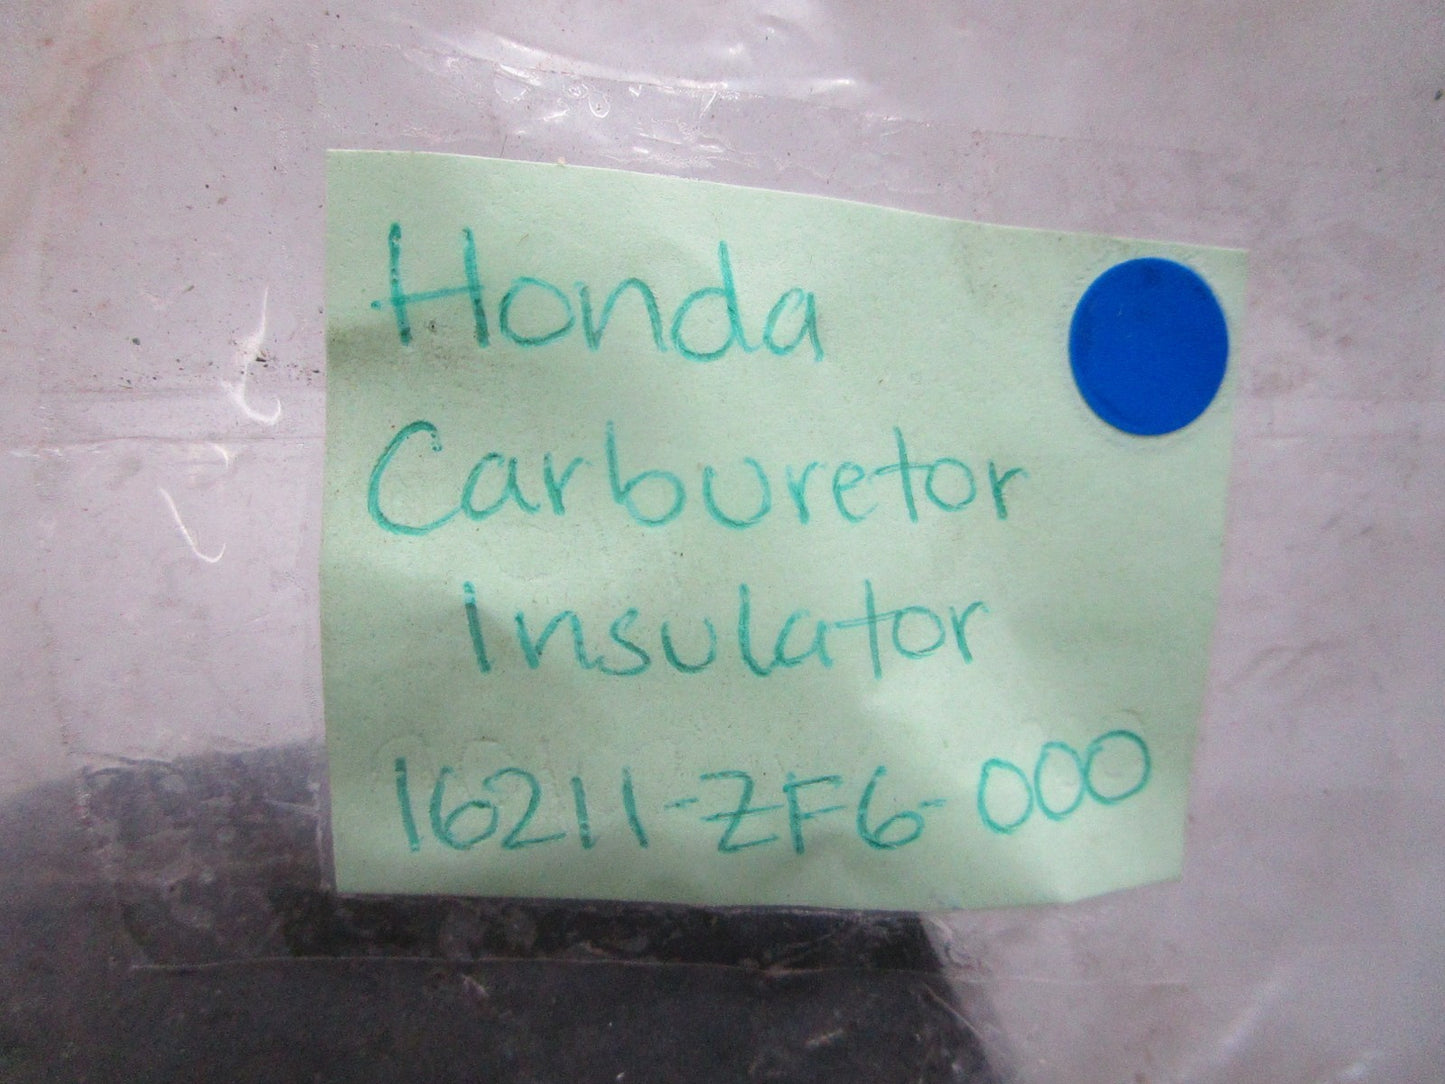 Honda
Carburetor
Insulator
16211-ZF6-000